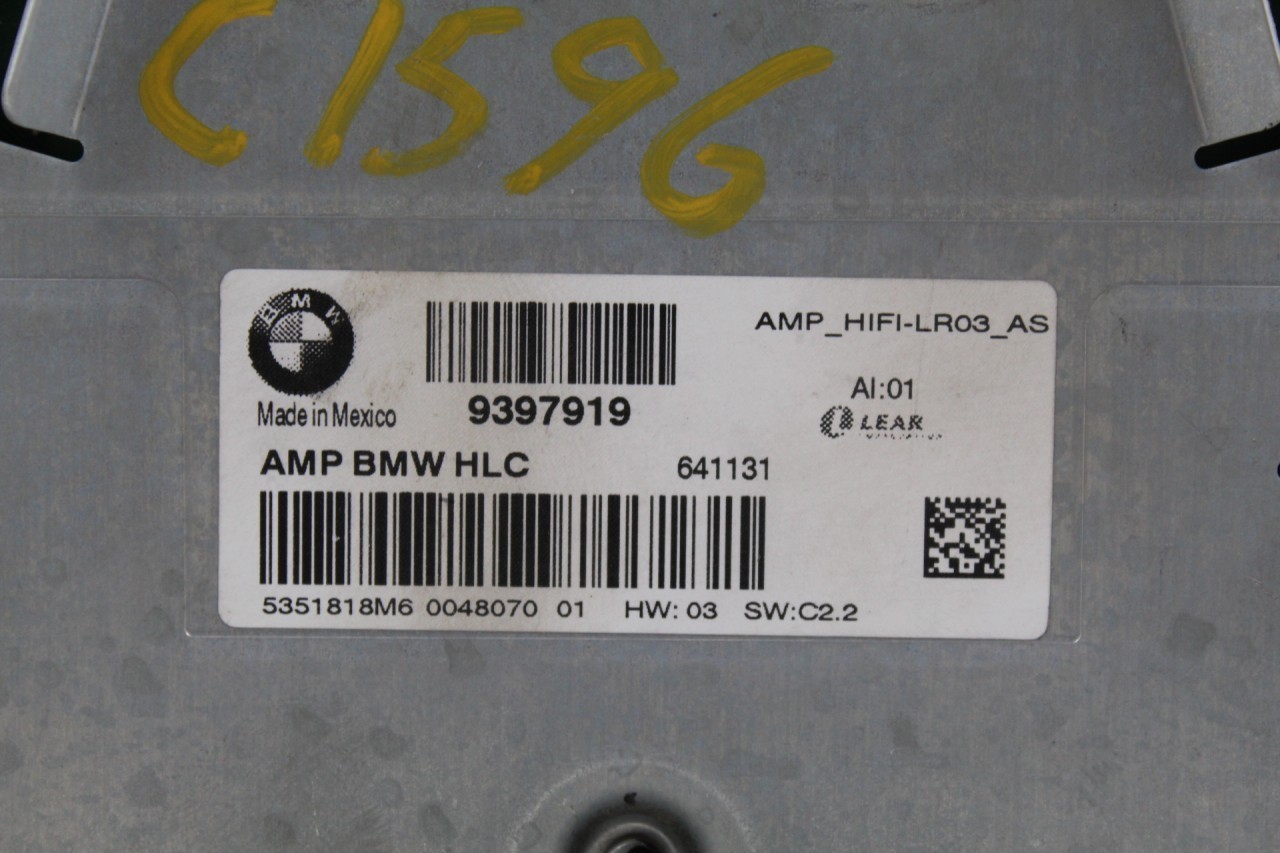 C1596
BMW
AMP_HIFI-LR03_AS
AI:01
Made in Mexico 9397919
LEAR
AMP BMW HLC 641131
5351818M6 0048070 01 HW: 03 SW:C2.2